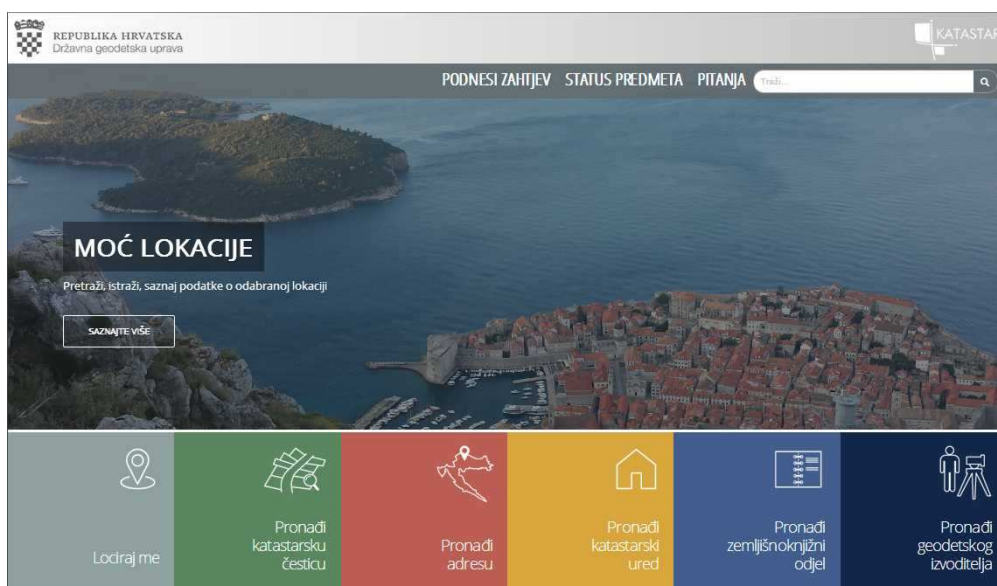 REPUBLIKA HRVATSKA
Državna geodetska uprava
KATASTAR
PODNESI ZAHTJEV STATUS PREDMETA PITANJA Traži...
MOĆ LOKACIJE
Pretraži, istraži, saznaj podatke o odabranoj lokaciji
SAZNAJTE VIŠE
Lociraj me
Pronađi
katastarsku
česticu
Pronađi
adresu
Pronađi
katastarski
ured
Pronađi
zemljišnoknjižni
odjel
Pronađi
geodetskog
izvoditelja